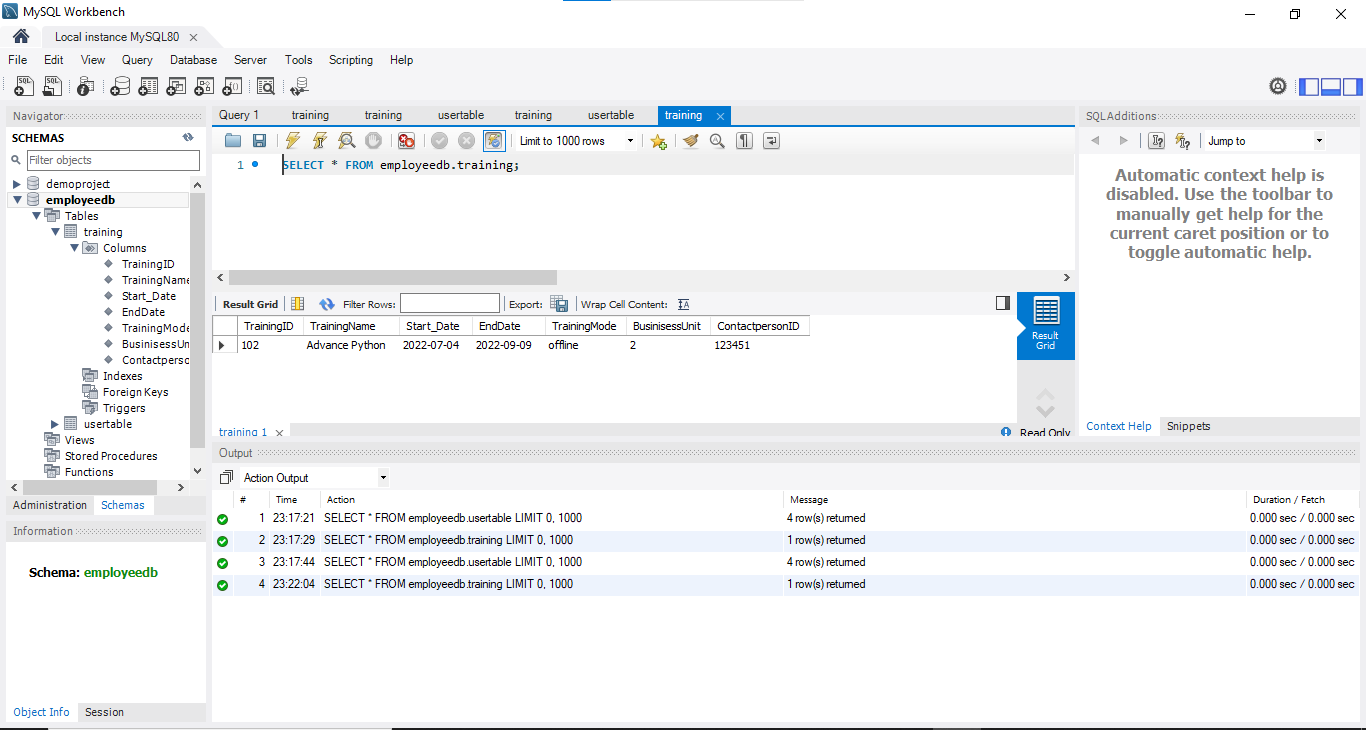 MySQL Workbench
Local instance MySQL80
File Edit View Query Database Server Tools Scripting Help
Navigator
SCHEMAS
Filter objects
demoproject
employeedb
Tables
training
Columns
TrainingID
TrainingName
Start_Date
EndDate
TrainingMode
BusinisessUn
Contactperso
Indexes
Foreign Keys
Triggers
usertable
Views
Stored Procedures
Functions
Administration Schemas
Information
Schema: employeedb
Object Info Session
Query 1 training training usertable training usertable training
Limit to 1000 rows
1 SELECT * FROM employeedb.training;
Result Grid Filter Rows: Export: Wrap Cell Content:
TrainingID TrainingName Start_Date EndDate TrainingMode BusinisessUnit ContactpersonID
102 Advance Python 2022-07-04 2022-09-09 offline 2 123451
Result
Grid
training 1 Read Only
SQLAdditions
Jump to
Automatic context help is
disabled. Use the toolbar to
manually get help for the
current caret position or to
toggle automatic help.
Context Help Snippets
Output
Action Output
# Time Action Message Duration / Fetch
1 23:17:21 SELECT * FROM employeedb.usertable LIMIT 0, 1000 4 row(s) returned 0.000 sec / 0.000 sec
2 23:17:29 SELECT * FROM employeedb.training LIMIT 0, 1000 1 row(s) returned 0.000 sec / 0.000 sec
3 23:17:44 SELECT * FROM employeedb.usertable LIMIT 0, 1000 4 row(s) returned 0.000 sec / 0.000 sec
4 23:22:04 SELECT * FROM employeedb.training LIMIT 0, 1000 1 row(s) returned 0.000 sec / 0.000 sec